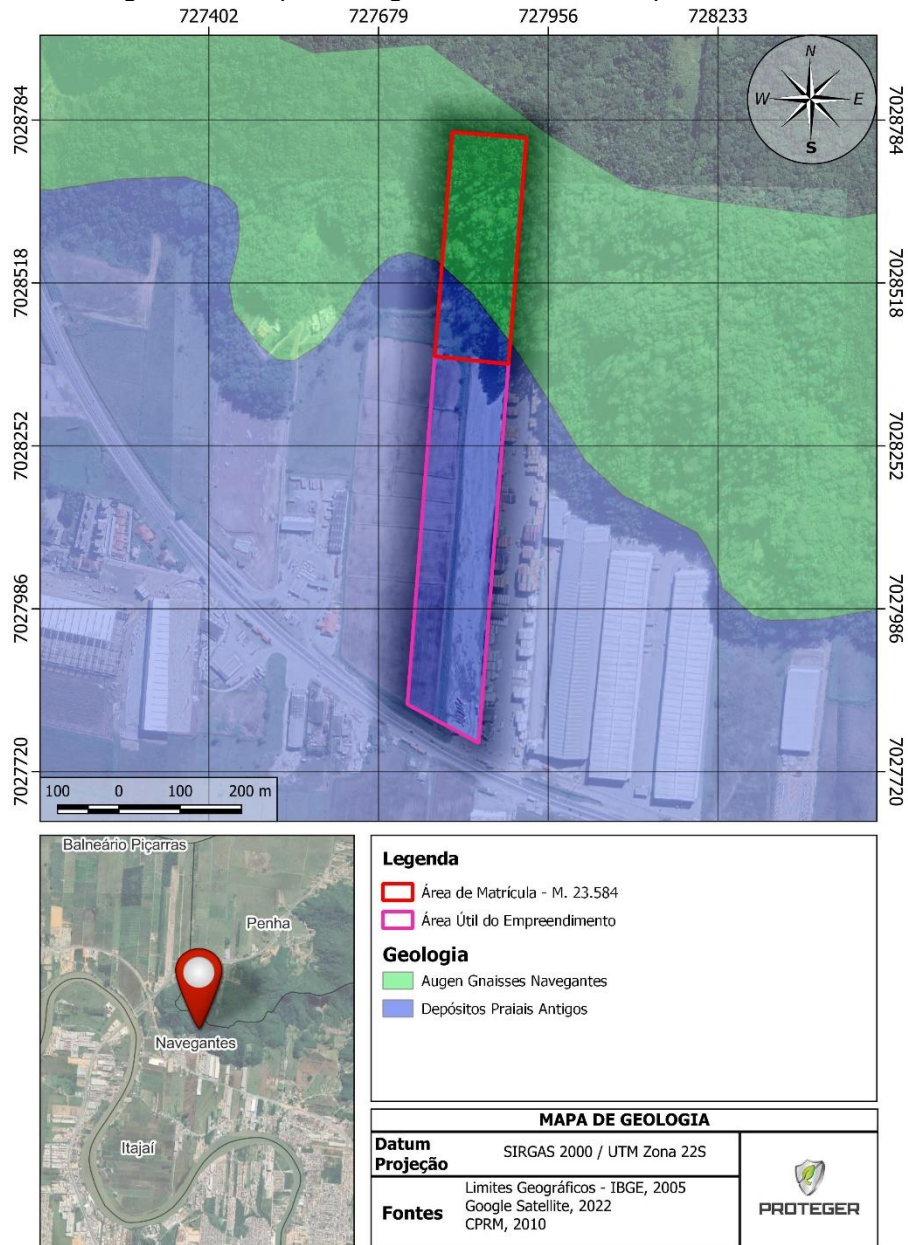 727402 727679 727956 728233
7028784 7028784
N
W E
S
7028518 7028518
7028252 7028252
7027986 7027986
7027720 7027720
100 0 100 200 m
Balneário Piçarras
Penha
Navegantes
Itajaí
Legenda
Área de Matrícula - M. 23.584
Área Útil do Empreendimento
Geologia
Augen Gnaisses Navegantes
Depósitos Praiais Antigos
MAPA DE GEOLOGIA
Datum
Projeção
SIRGAS 2000 / UTM Zona 22S
Fontes
Limites Geográficos - IBGE, 2005
Google Satellite, 2022
CPRM, 2010
PROTEGER